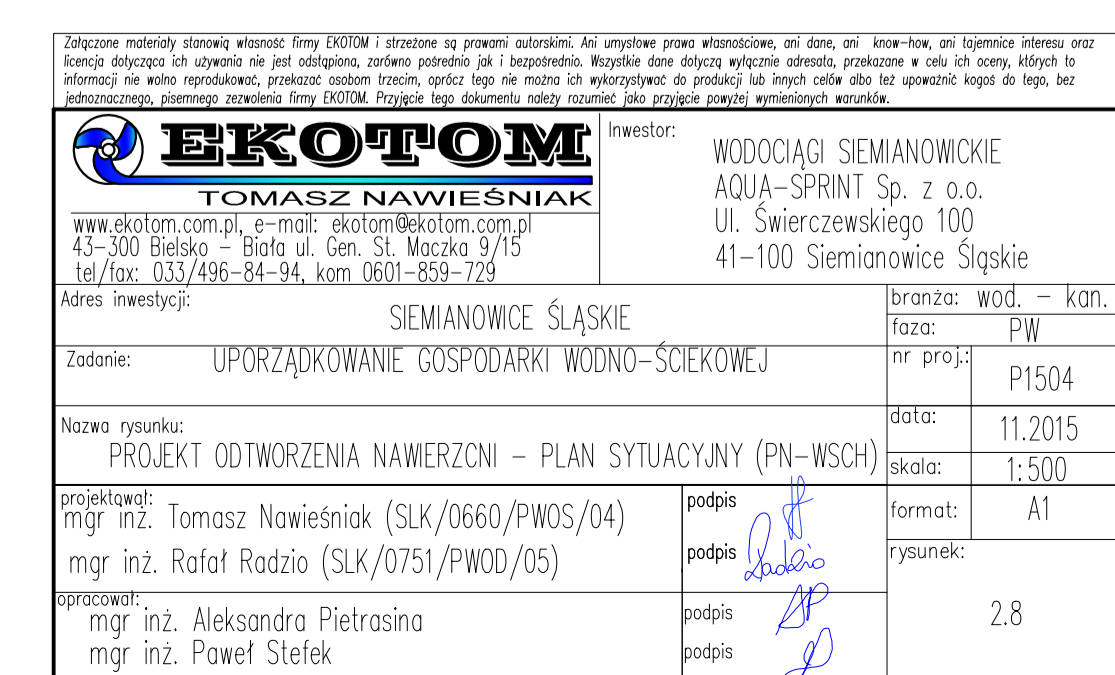 Załączone materiały stanowią własność firmy EKOTOM i strzeżone są prawami autorskimi. Ani umysłowe prawa własnościowe, ani dane, ani know-how, ani tajemnice interesu oraz
licencja dotycząca ich używania nie jest odstąpiona, zarówno pośrednio jak i bezpośrednio. Wszystkie dane dotyczą wyłącznie adresata, przekazane w celu ich oceny, których to
informacji nie wolno reprodukować, przekazać osobom trzecim, oprócz tego nie można ich wykorzystywać do produkcji lub innych celów albo też upoważnić kogoś do tego, bez
jednoznacznego, pisemnego zezwolenia firmy EKOTOM. Przyjęcie tego dokumentu należy rozumieć jako przyjęcie powyżej wymienionych warunków.
EKOTOM
TOMASZ NAWIEŚNIAK
www.ekotom.com.pl, e-mail: ekotom@ekotom.com.pl
43-300 Bielsko - Biała ul. Gen. St. Maczka 9/15
tel/fax: 033/496-84-94, kom 0601-859-729
Inwestor:
WODOCIĄGI SIEMIANOWICKIE
AQUA-SPRINT Sp. z o.o.
Ul. Świerczewskiego 100
41-100 Siemianowice Śląskie
Adres inwestycji:
SIEMIANOWICE ŚLĄSKIE
branża: wod. - kan.
faza: PW
Zadanie: UPORZĄDKOWANIE GOSPODARKI WODNO-ŚCIEKOWEJ
nr proj.: P1504
Nazwa rysunku:
PROJEKT ODTWORZENIA NAWIERZCNI - PLAN SYTUACYJNY (PN-WSCH)
data: 11.2015
skala: 1:500
projektował:
mgr inż. Tomasz Nawieśniak (SLK/0660/PWOS/04) podpis
mgr inż. Rafał Radzio (SLK/0751/PWOD/05) podpis Radzio
format: A1
rysunek: 2.8
opracował:
mgr inż. Aleksandra Pietrasina podpis AP
mgr inż. Paweł Stefek podpis